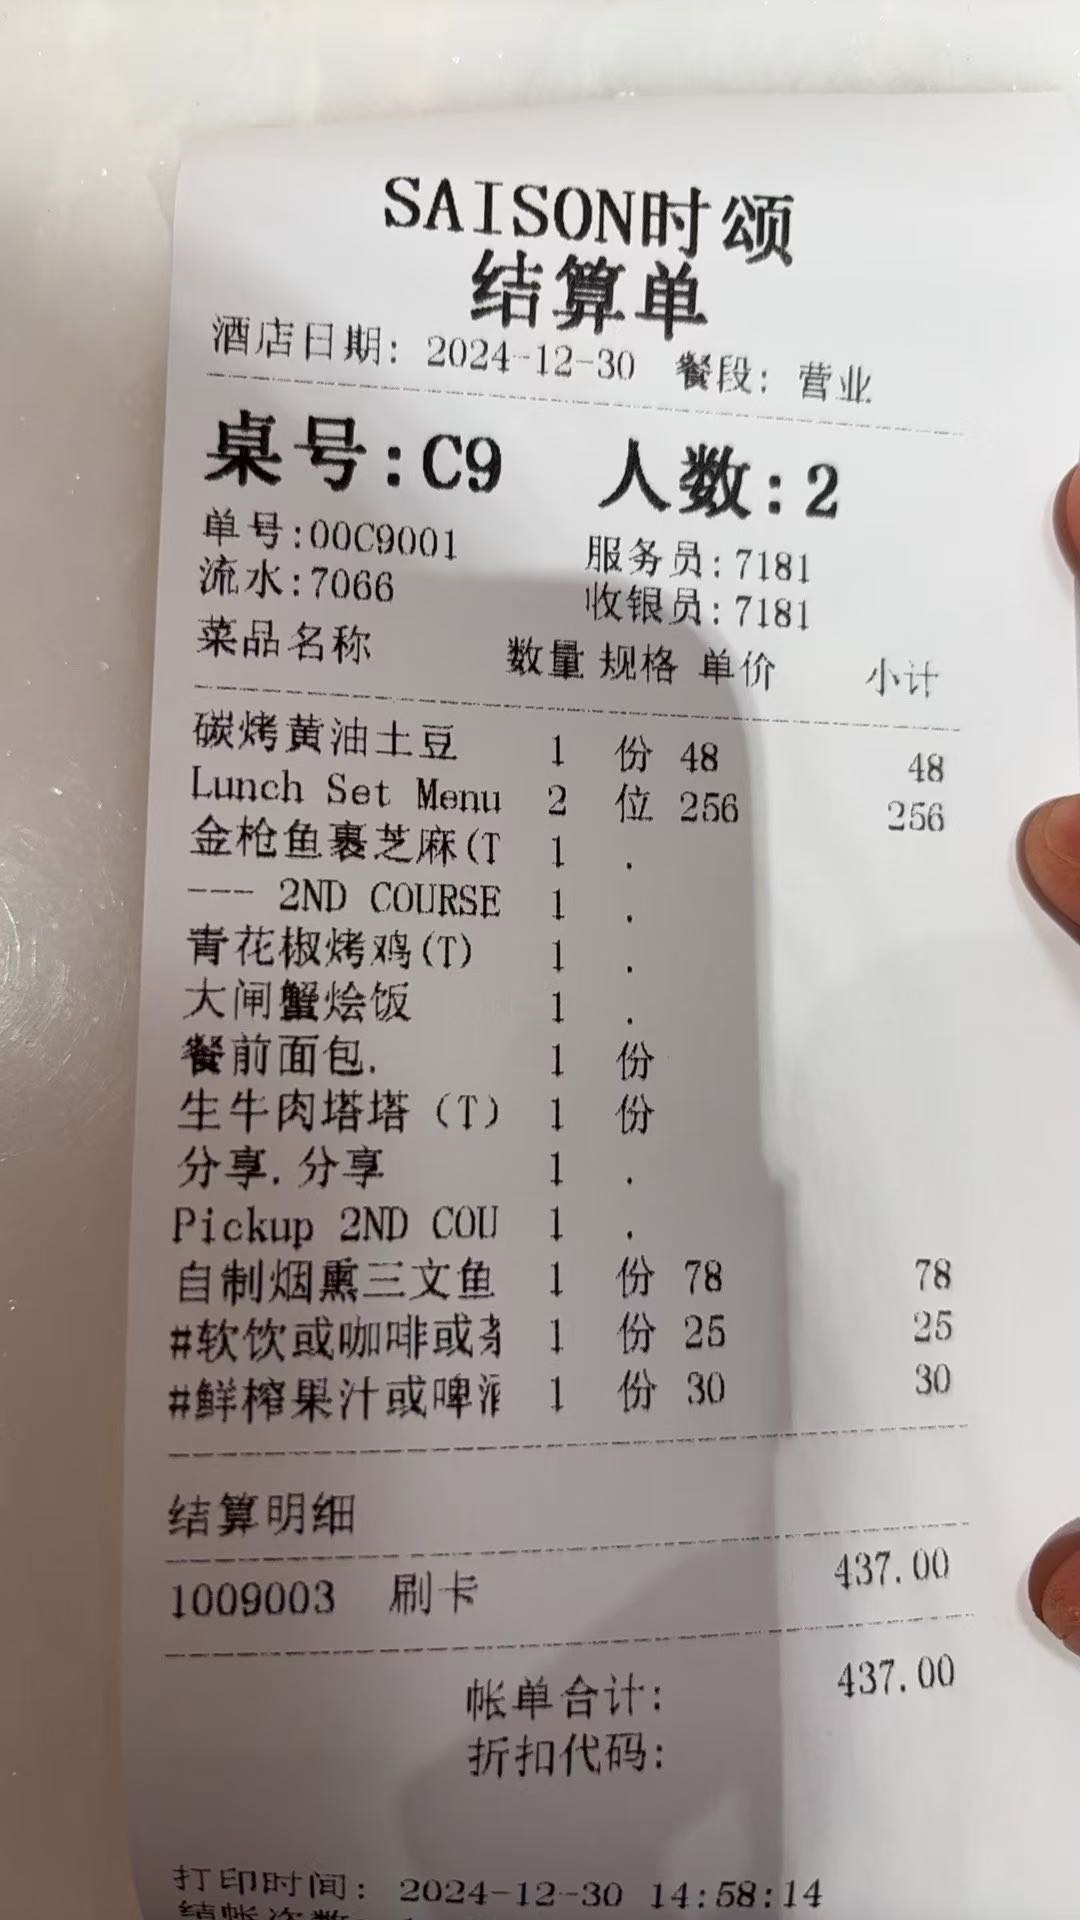 SAISON时颂
结算单
酒店日期: 2024-12-30 餐段: 营业
桌号:C9 人数:2
单号:00C9001 服务员:7181
流水:7066 收银员:7181
菜品名称 数量 规格 单价 小计
碳烤黄油土豆 1 份 48 48
Lunch Set Menu 2 位 256 256
金枪鱼裹芝麻(T 1 .
--- 2ND COURSE 1 .
青花椒烤鸡(T) 1 .
大闸蟹烩饭 1 .
餐前面包. 1 份
生牛肉塔塔 (T) 1 份
分享.分享 1 .
Pickup 2ND COU 1 .
自制烟熏三文鱼 1 份 78 78
#软饮或咖啡或 1 份 25 25
#鲜榨果汁或啤 1 份 30 30
结算明细
1009003 刷卡 437.00
帐单合计: 437.00
折扣代码:
打印时间: 2024-12-30 14:58:14